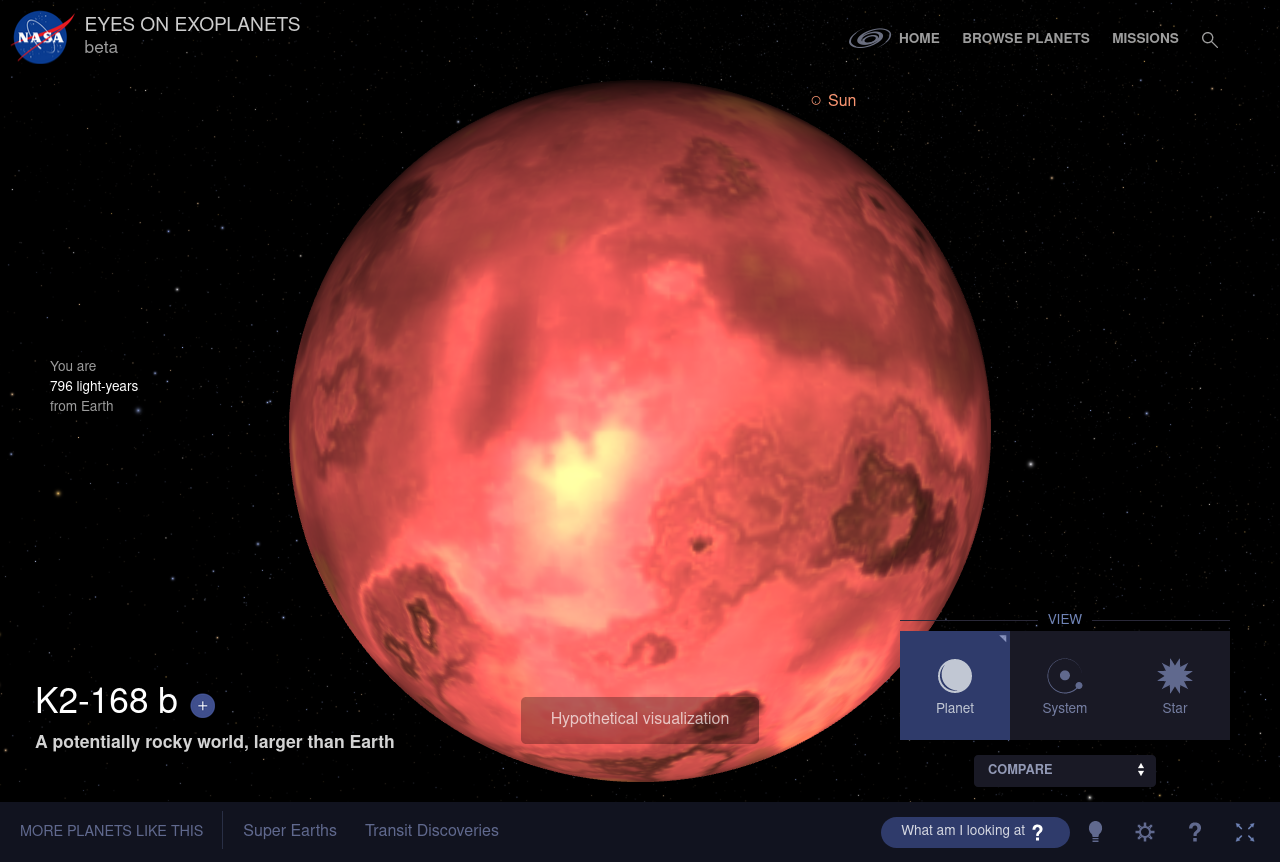 NASA
EYES ON EXOPLANETS
beta
HOME
BROWSE PLANETS
MISSIONS
Sun
You are
796 light-years
from Earth
K2-168 b +
A potentially rocky world, larger than Earth
Hypothetical visualization
VIEW
Planet
System
Star
COMPARE
MORE PLANETS LIKE THIS
Super Earths
Transit Discoveries
What am I looking at ?
?